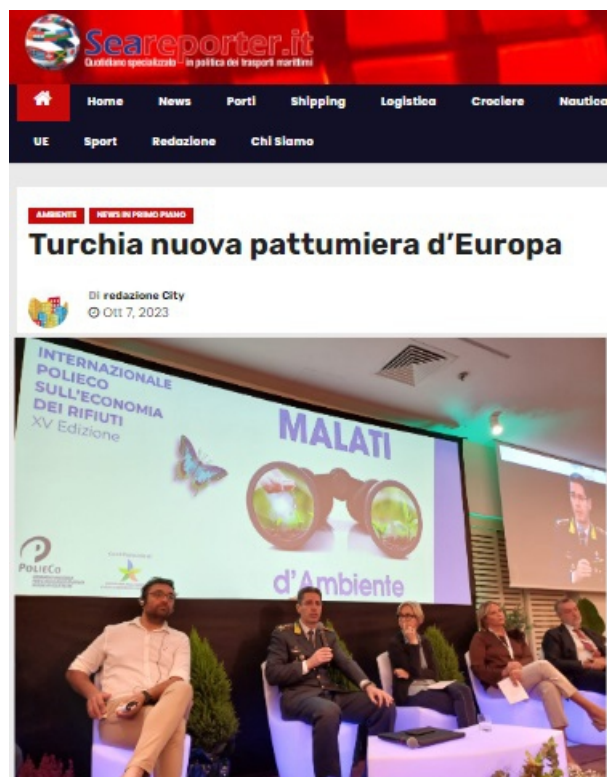 Seareporter.it
Quotidiano specializzato in politica dei trasporti marittimi
Home News Porti Shipping Logistica Crociere Nautica
UE Sport Redazione Chi Siamo
AMBIENTE NEWS IN PRIMO PIANO
Turchia nuova pattumiera d'Europa
Di redazione City
Ott 7, 2023
INTERNAZIONALE
POLIECO
SULL'ECONOMIA
DEI RIFIUTI
XV Edizione
MALATI
d'Ambiente
POLIECO